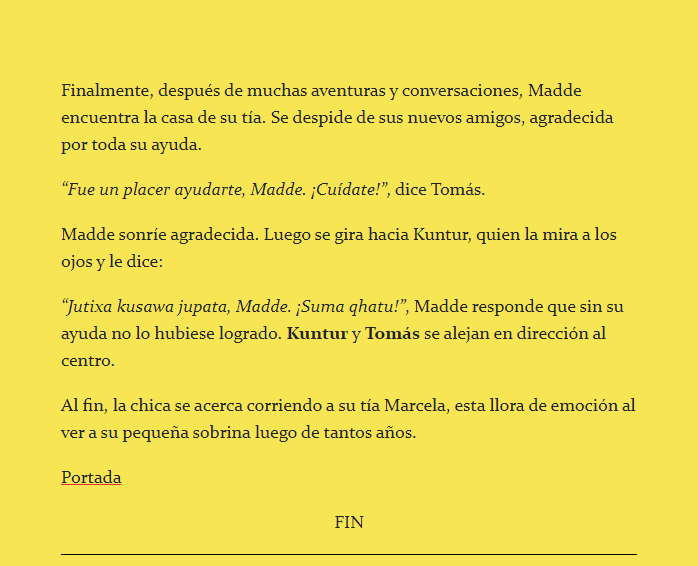 Finalmente, después de muchas aventuras y conversaciones, Madde
encuentra la casa de su tía. Se despide de sus nuevos amigos, agradecida
por toda su ayuda.
“Fue un placer ayudarte, Madde. ¡Cuídate!”, dice Tomás.
Madde sonríe agradecida. Luego se gira hacia Kuntur, quien la mira a los
ojos y le dice:
“Jutixa kusawa jupata, Madde. ¡Suma qhatu!”, Madde responde que sin su
ayuda no lo hubiese logrado. Kuntur y Tomás se alejan en dirección al
centro.
Al fin, la chica se acerca corriendo a su tía Marcela, esta llora de emoción al
ver a su pequeña sobrina luego de tantos años.
Portada
FIN